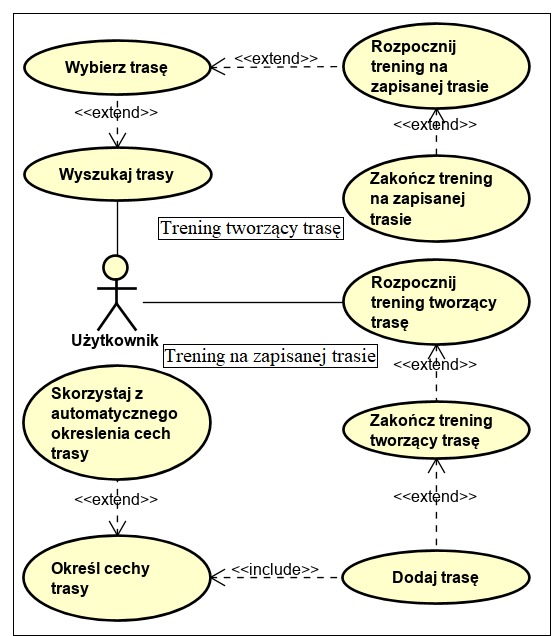 Wybierz trasę
<<extend>>
Rozpocznij
trening na
zapisanej trasie
<<extend>>
<<extend>>
Wyszukaj trasy
Zakończ trening
na zapisanej
trasie
Trening tworzący trasę
Rozpocznij
trening tworzący
trasę
Użytkownik
Trening na zapisanej trasie
<<extend>>
Skorzystaj z
automatycznego
okreslenia cech
trasy
Zakończ trening
tworzący trasę
<<extend>>
<<extend>>
Określ cechy
trasy
<<include>>
Dodaj trasę